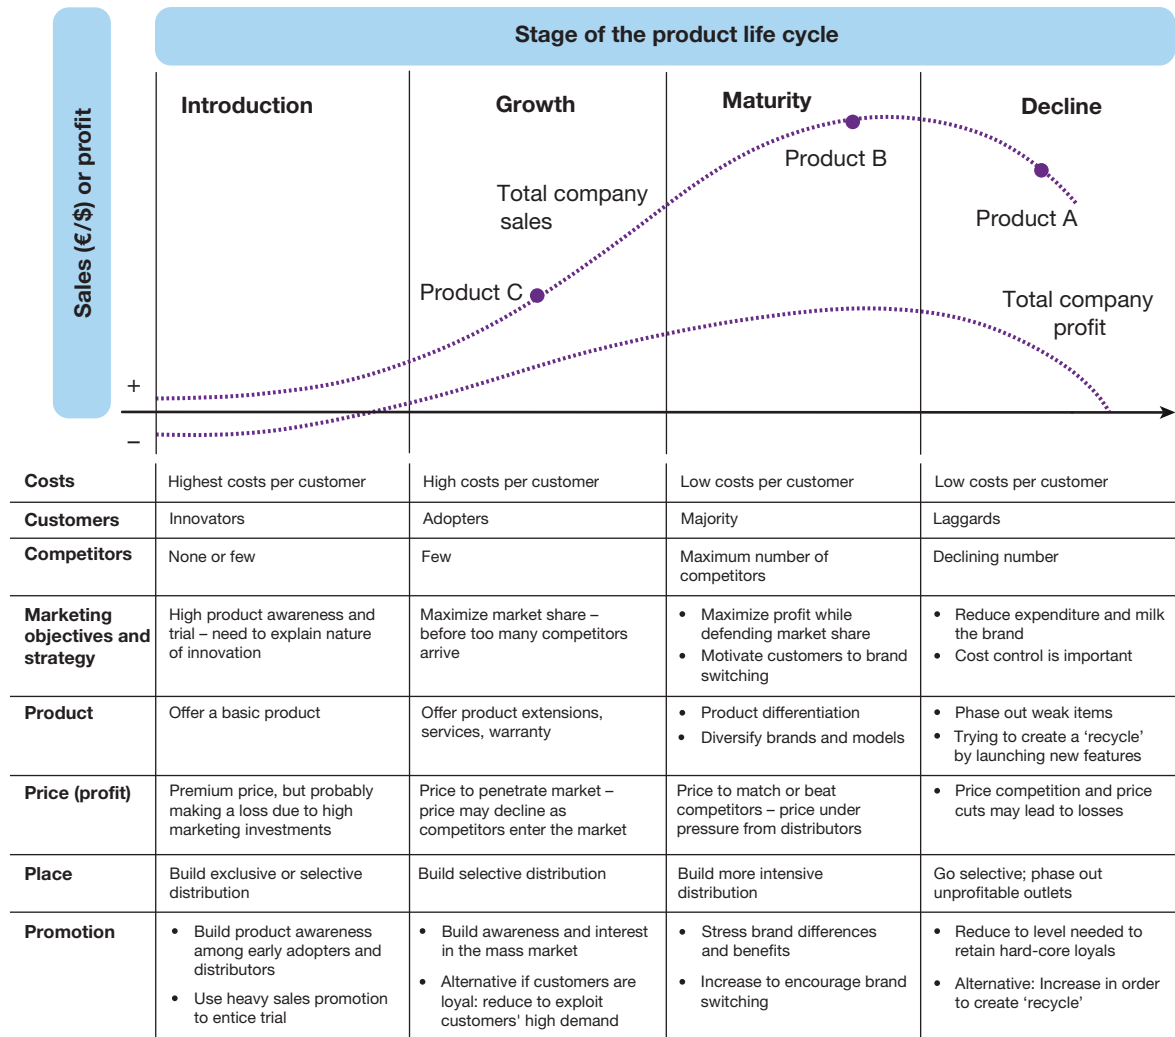 Stage of the product life cycle
Sales (€/$) or profit
Introduction
Growth
Maturity
Decline
Product B
Total company
sales
Product A
Product C
Total company
profit
+
–
Costs
Highest costs per customer
High costs per customer
Low costs per customer
Low costs per customer
Customers
Innovators
Adopters
Majority
Laggards
Competitors
None or few
Few
Maximum number of
competitors
Declining number
Marketing
objectives and
strategy
High product awareness and
trial – need to explain nature
of innovation
Maximize market share –
before too many competitors
arrive
• Maximize profit while
defending market share
• Motivate customers to brand
switching
• Reduce expenditure and milk
the brand
• Cost control is important
Product
Offer a basic product
Offer product extensions,
services, warranty
• Product differentiation
• Diversify brands and models
• Phase out weak items
• Trying to create a ‘recycle’
by launching new features
Price (profit)
Premium price, but probably
making a loss due to high
marketing investments
Price to penetrate market –
price may decline as
competitors enter the market
Price to match or beat
competitors – price under
pressure from distributors
• Price competition and price
cuts may lead to losses
Place
Build exclusive or selective
distribution
Build selective distribution
Build more intensive
distribution
Go selective; phase out
unprofitable outlets
Promotion
• Build product awareness
among early adopters and
distributors
• Use heavy sales promotion
to entice trial
• Build awareness and interest
in the mass market
• Alternative if customers are
loyal: reduce to exploit
customers' high demand
• Stress brand differences
and benefits
• Increase to encourage brand
switching
• Reduce to level needed to
retain hard-core loyals
• Alternative: Increase in order
to create ‘recycle’